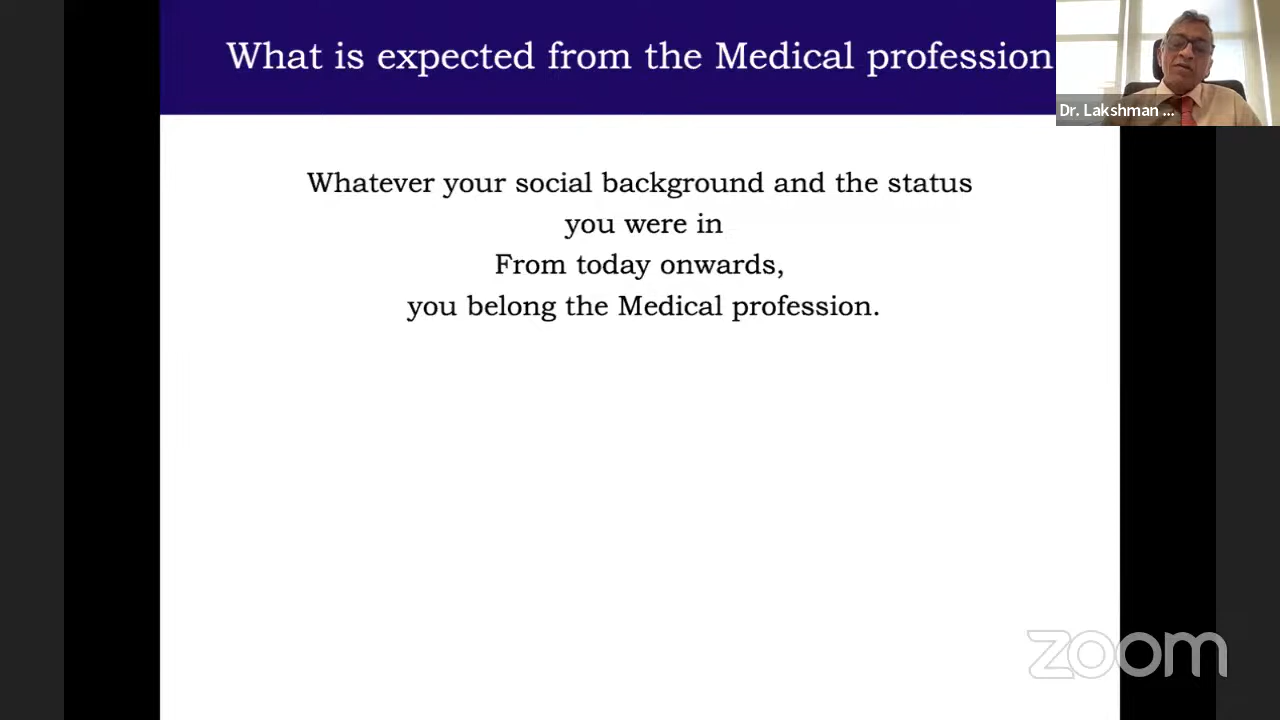 What is expected from the Medical profession
Dr. Lakshman ...
Whatever your social background and the status
you were in
From today onwards,
you belong the Medical profession.
zoom